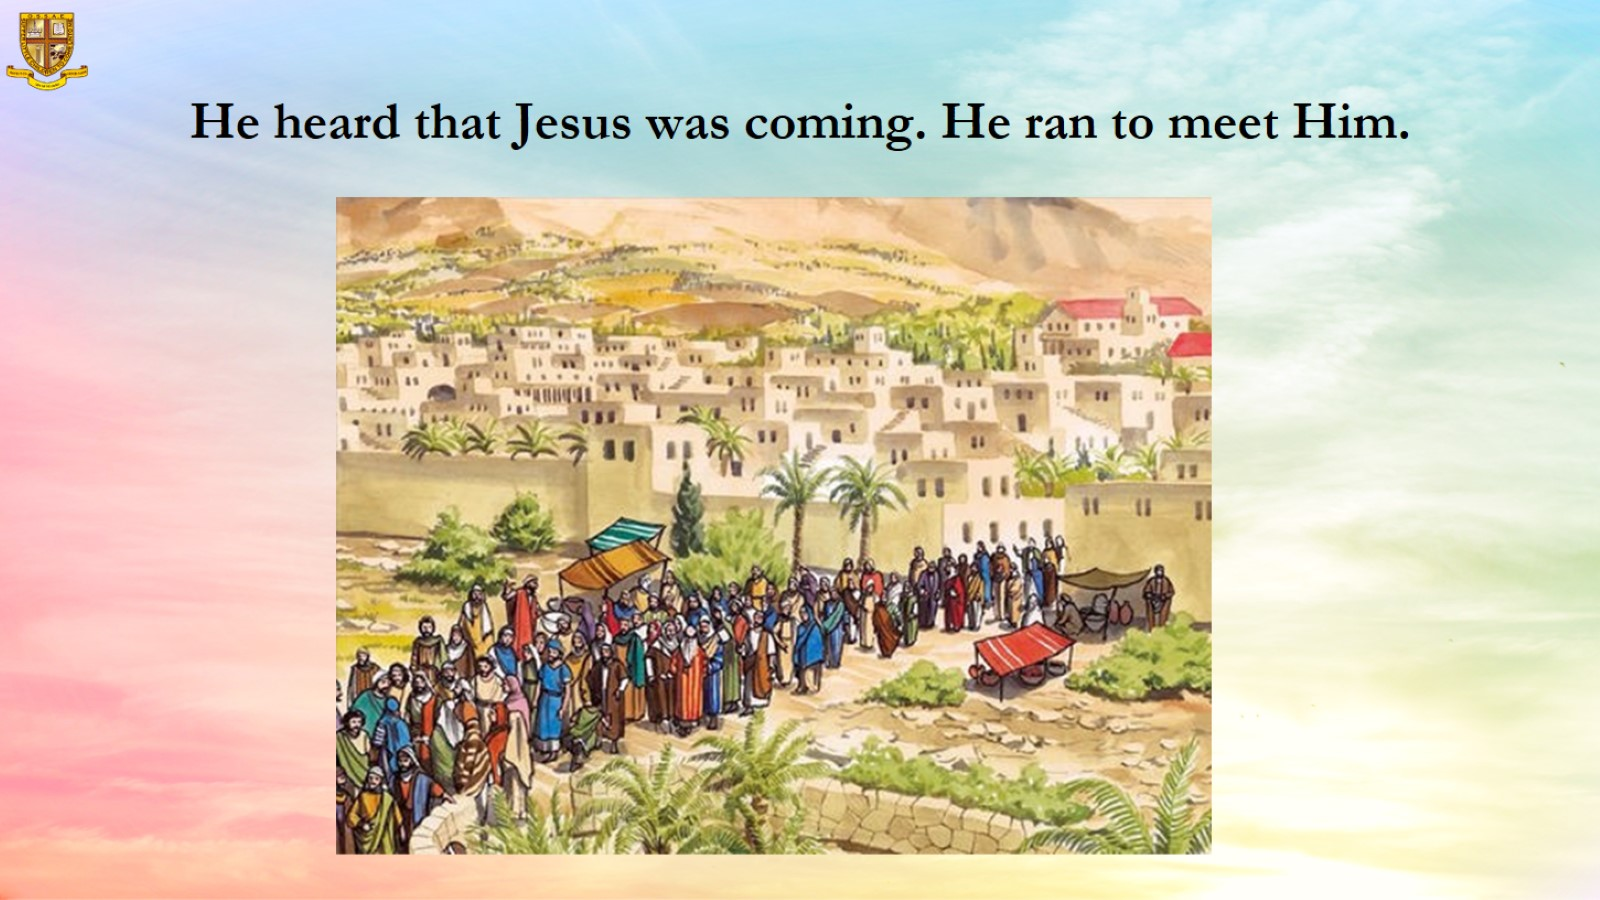 O.S.S.A.E
He heard that Jesus was coming. He ran to meet Him.